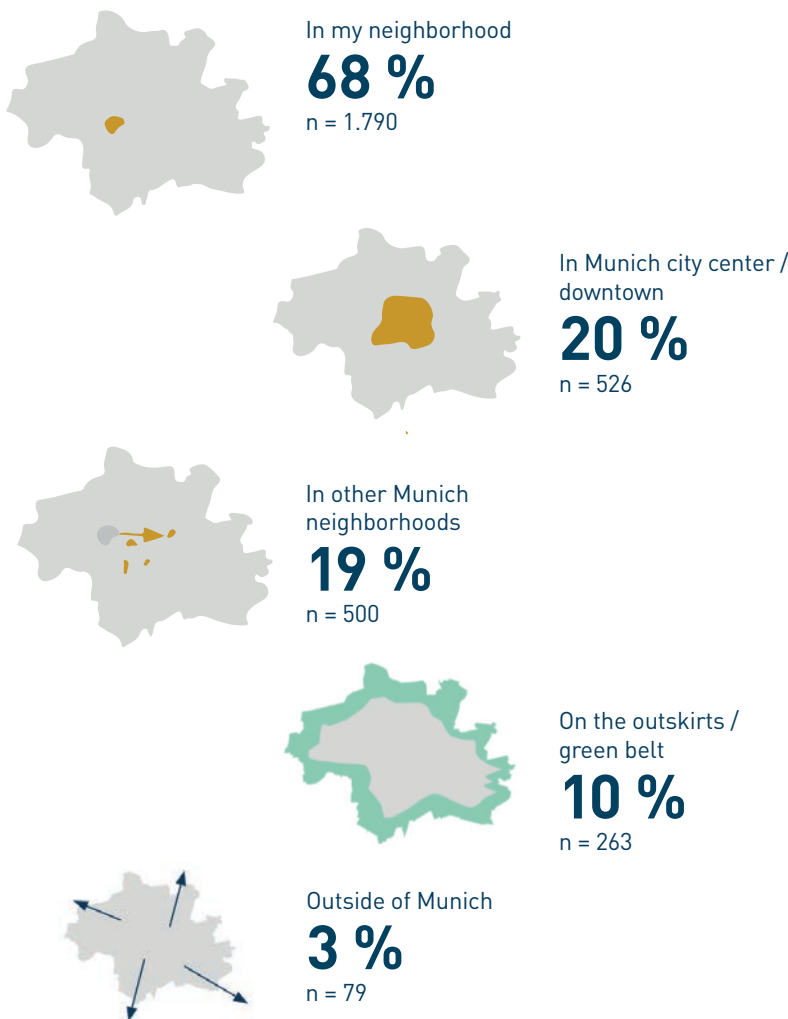 In my neighborhood
68 %
n = 1.790
In Munich city center /
downtown
20 %
n = 526
In other Munich
neighborhoods
19 %
n = 500
On the outskirts /
green belt
10 %
n = 263
Outside of Munich
3 %
n = 79